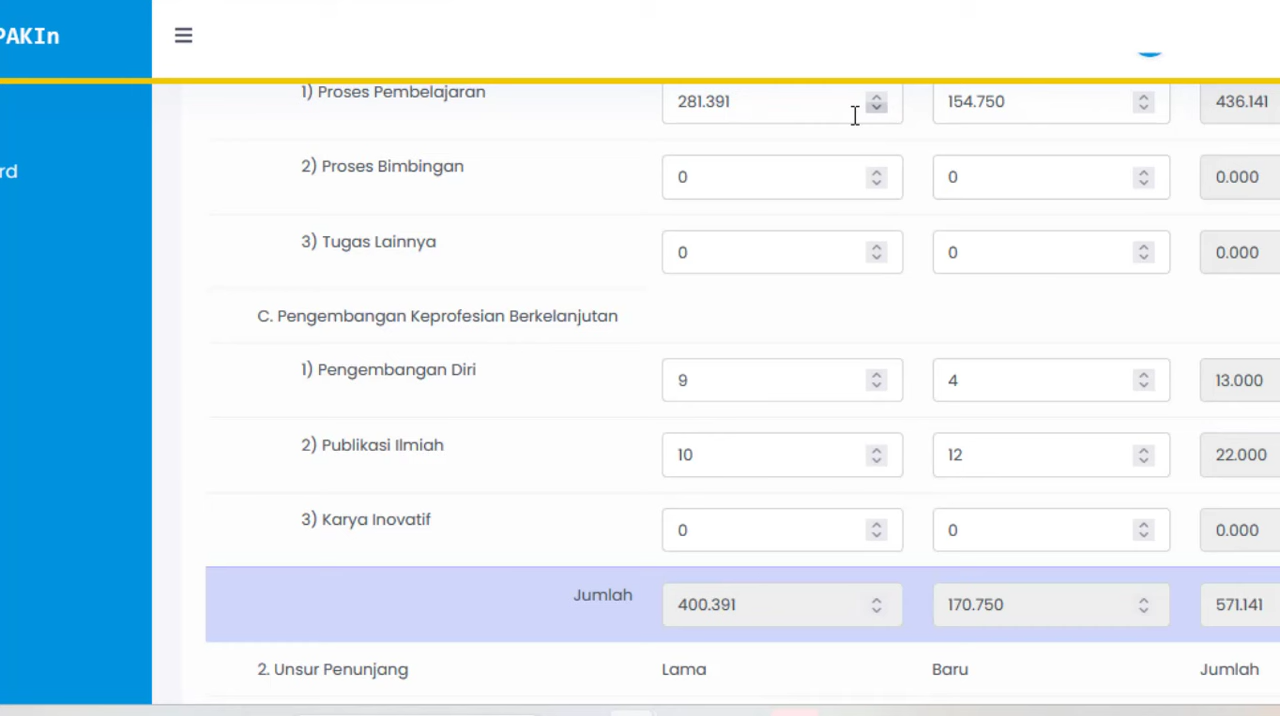 PAKIn
rd
1) Proses Pembelajaran 281.391 154.750 436.141
2) Proses Bimbingan 0 0 0.000
3) Tugas Lainnya 0 0 0.000
C. Pengembangan Keprofesian Berkelanjutan
1) Pengembangan Diri 9 4 13.000
2) Publikasi Ilmiah 10 12 22.000
3) Karya Inovatif 0 0 0.000
Jumlah 400.391 170.750 571.141
2. Unsur Penunjang Lama Baru Jumlah